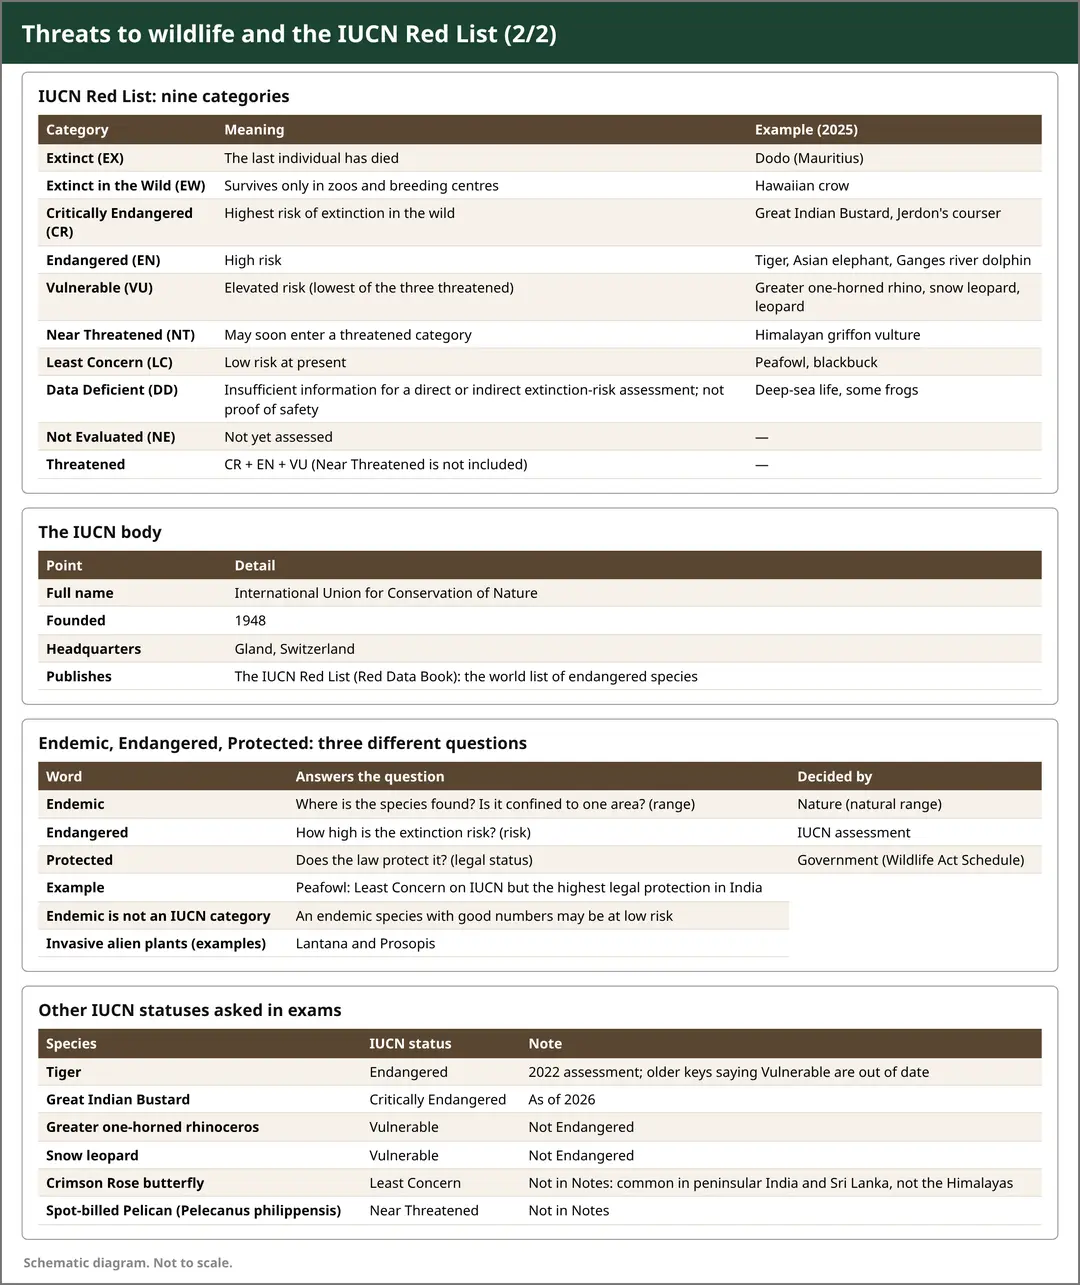 Threats to wildlife and the IUCN Red List (2/2)
IUCN Red List: nine categories
Category Meaning Example (2025)
Extinct (EX) The last individual has died Dodo (Mauritius)
Extinct in the Wild (EW) Survives only in zoos and breeding centres Hawaiian crow
Critically Endangered Highest risk of extinction in the wild Great Indian Bustard, Jerdon's courser
(CR)
Endangered (EN) High risk Tiger, Asian elephant, Ganges river dolphin
Vulnerable (VU) Elevated risk (lowest of the three threatened) Greater one-horned rhino, snow leopard,
leopard
Near Threatened (NT) May soon enter a threatened category Himalayan griffon vulture
Least Concern (LC) Low risk at present Peafowl, blackbuck
Data Deficient (DD) Insufficient information for a direct or indirect extinction-risk assessment; not Deep-sea life, some frogs
proof of safety
Not Evaluated (NE) Not yet assessed —
Threatened CR + EN + VU (Near Threatened is not included) —
The IUCN body
Point Detail
Full name International Union for Conservation of Nature
Founded 1948
Headquarters Gland, Switzerland
Publishes The IUCN Red List (Red Data Book): the world list of endangered species
Endemic, Endangered, Protected: three different questions
Word Answers the question Decided by
Endemic Where is the species found? Is it confined to one area? (range) Nature (natural range)
Endangered How high is the extinction risk? (risk) IUCN assessment
Protected Does the law protect it? (legal status) Government (Wildlife Act Schedule)
Example Peafowl: Least Concern on IUCN but the highest legal protection in India
Endemic is not an IUCN category An endemic species with good numbers may be at low risk
Invasive alien plants (examples) Lantana and Prosopis
Other IUCN statuses asked in exams
Species IUCN status Note
Tiger Endangered 2022 assessment; older keys saying Vulnerable are out of date
Great Indian Bustard Critically Endangered As of 2026
Greater one-horned rhinoceros Vulnerable Not Endangered
Snow leopard Vulnerable Not Endangered
Crimson Rose butterfly Least Concern Not in Notes: common in peninsular India and Sri Lanka, not the Himalayas
Spot-billed Pelican (Pelecanus philippensis) Near Threatened Not in Notes
Schematic diagram. Not to scale.